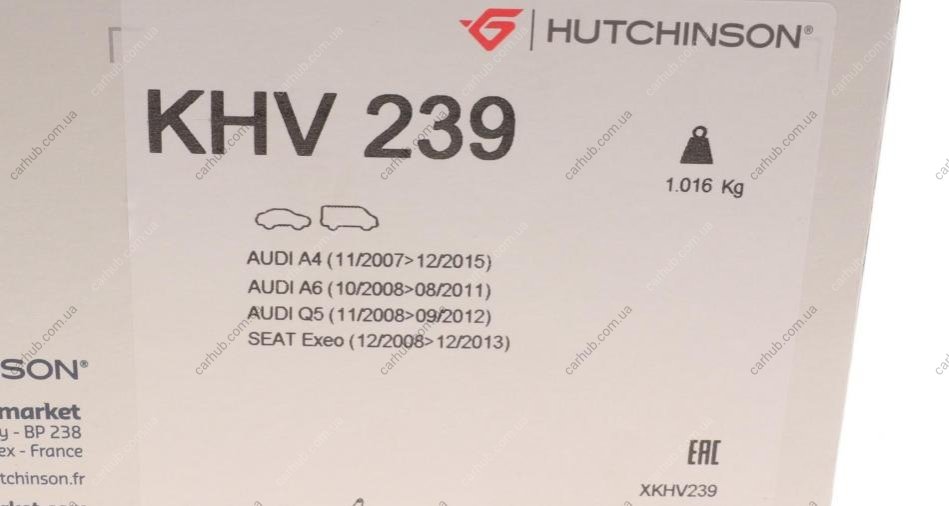 HUTCHINSON®
KHV 239
1.016 Kg
AUDI A4 (11/2007>12/2015)
AUDI A6 (10/2008>08/2011)
AUDI Q5 (11/2008>09/2012)
SEAT Exeo (12/2008>12/2013)
SON®
market
y - BP 238
ex - France
tchinson.fr
EAC
XKHV239
carhub.com.ua